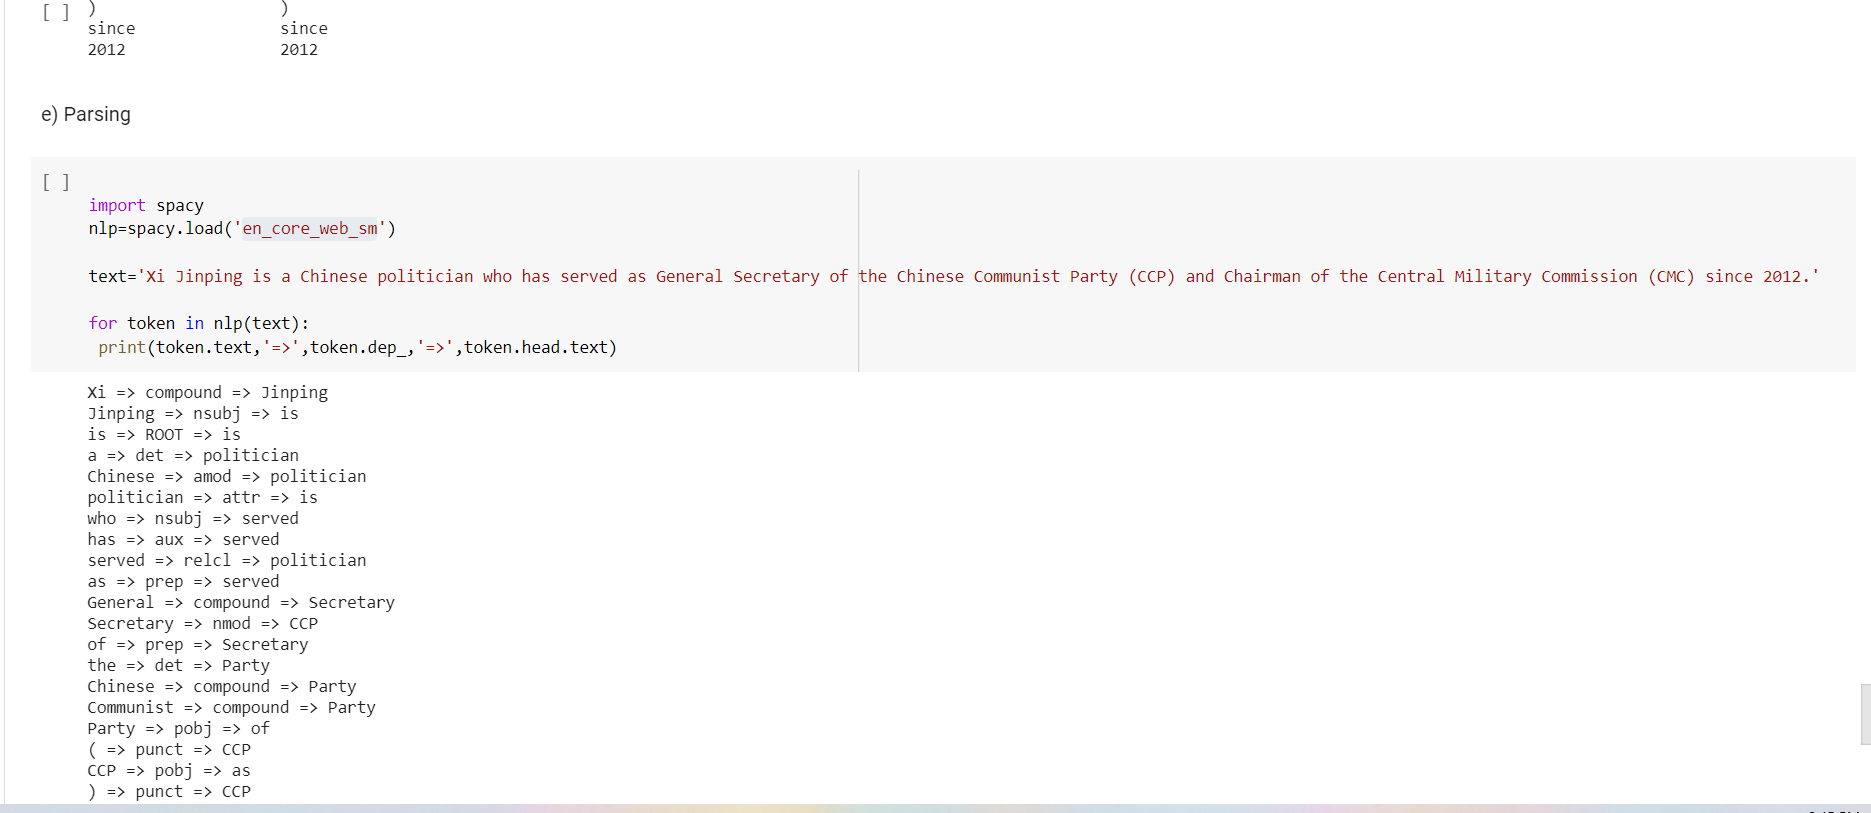 [ ] ) )
since since
2012 2012
e) Parsing
[ ]
import spacy
nlp=spacy.load('en_core_web_sm')
text='Xi Jinping is a Chinese politician who has served as General Secretary of the Chinese Communist Party (CCP) and Chairman of the Central Military Commission (CMC) since 2012.'
for token in nlp(text):
print(token.text,'=>',token.dep_,'=>',token.head.text)
Xi => compound => Jinping
Jinping => nsubj => is
is => ROOT => is
a => det => politician
Chinese => amod => politician
politician => attr => is
who => nsubj => served
has => aux => served
served => relcl => politician
as => prep => served
General => compound => Secretary
Secretary => nmod => CCP
of => prep => Secretary
the => det => Party
Chinese => compound => Party
Communist => compound => Party
Party => pobj => of
( => punct => CCP
CCP => pobj => as
) => punct => CCP